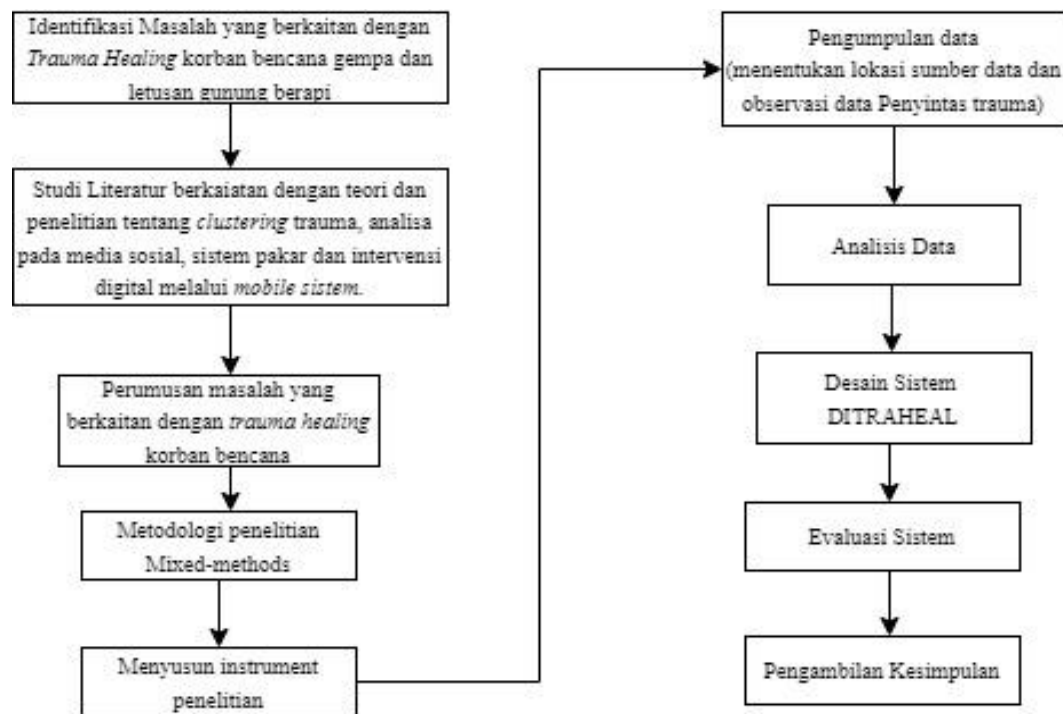 Identifikasi Masalah yang berkaitan dengan
Trauma Healing korban bencana gempa dan
letusan gunung berapi
Studi Literatur berkaiatan dengan teori dan
penelitian tentang clustering trauma, analisa
pada media sosial, sistem pakar dan intervensi
digital melalui mobile sistem.
Perumusan masalah yang
berkaitan dengan trauma healing
korban bencana
Metodologi penelitian
Mixed-methods
Menyusun instrument
penelitian
Pengumpulan data
(menentukan lokasi sumber data dan
observasi data Penyintas trauma)
Analisis Data
Desain Sistem
DITRAHEAL
Evaluasi Sistem
Pengambilan Kesimpulan